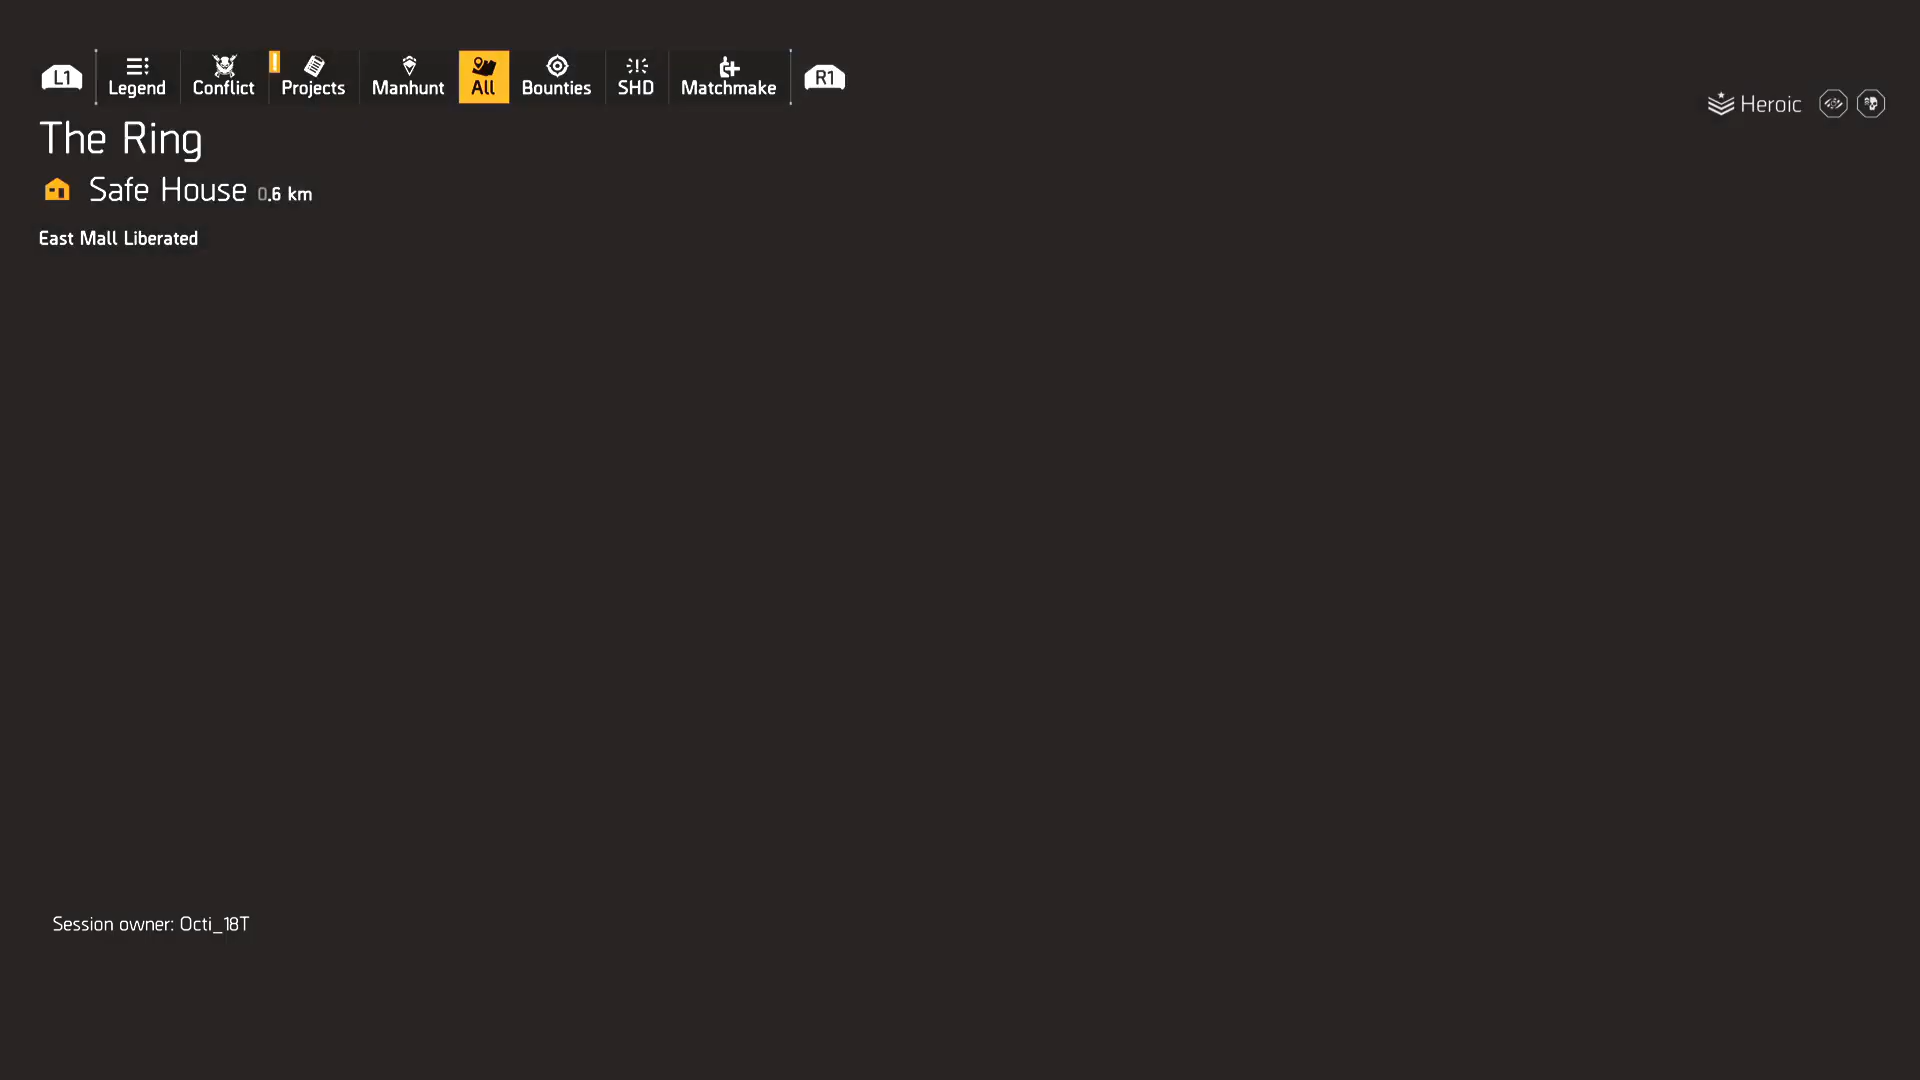 L1 Legend Conflict Projects Manhunt All Bounties SHD Matchmake R1
Heroic
The Ring
Safe House 0.6 km
East Mall Liberated
Session owner: Octi_18T